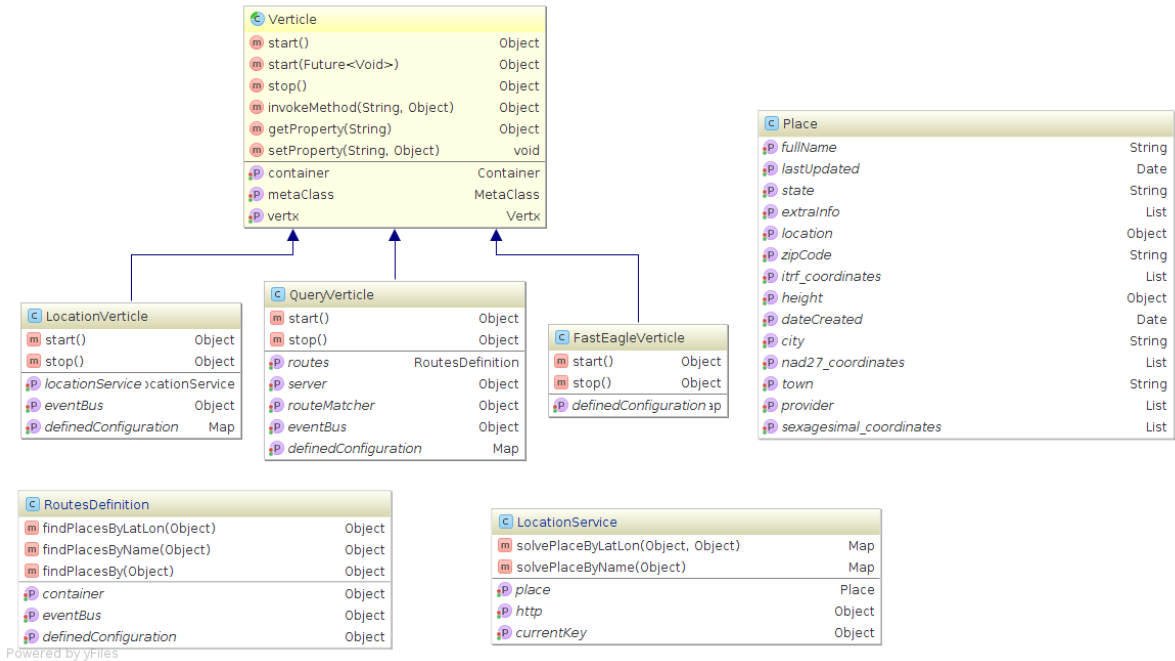 Verticle
start() Object
start(Future<Void>) Object
stop() Object
invokeMethod(String, Object) Object
getProperty(String) Object
setProperty(String, Object) void
container Container
metaClass MetaClass
vertx Vertx
Place
fullName String
lastUpdated Date
state String
extraInfo List
location Object
zipCode String
itrf_coordinates List
height Object
dateCreated Date
city String
nad27_coordinates List
town String
provider List
sexagesimal_coordinates List
LocationVerticle
start() Object
stop() Object
locationService ocationService
eventBus Object
definedConfiguration Map
QueryVerticle
start() Object
stop() Object
routes RoutesDefinition
server Object
routeMatcher Object
eventBus Object
definedConfiguration Map
FastEagleVerticle
start() Object
stop() Object
definedConfiguration ap
RoutesDefinition
findPlacesByLatLon(Object) Object
findPlacesByName(Object) Object
findPlacesBy(Object) Object
container Object
eventBus Object
definedConfiguration Object
LocationService
solvePlaceByLatLon(Object, Object) Map
solvePlaceByName(Object) Map
place Place
http Object
currentKey Object
Powered by yFiles